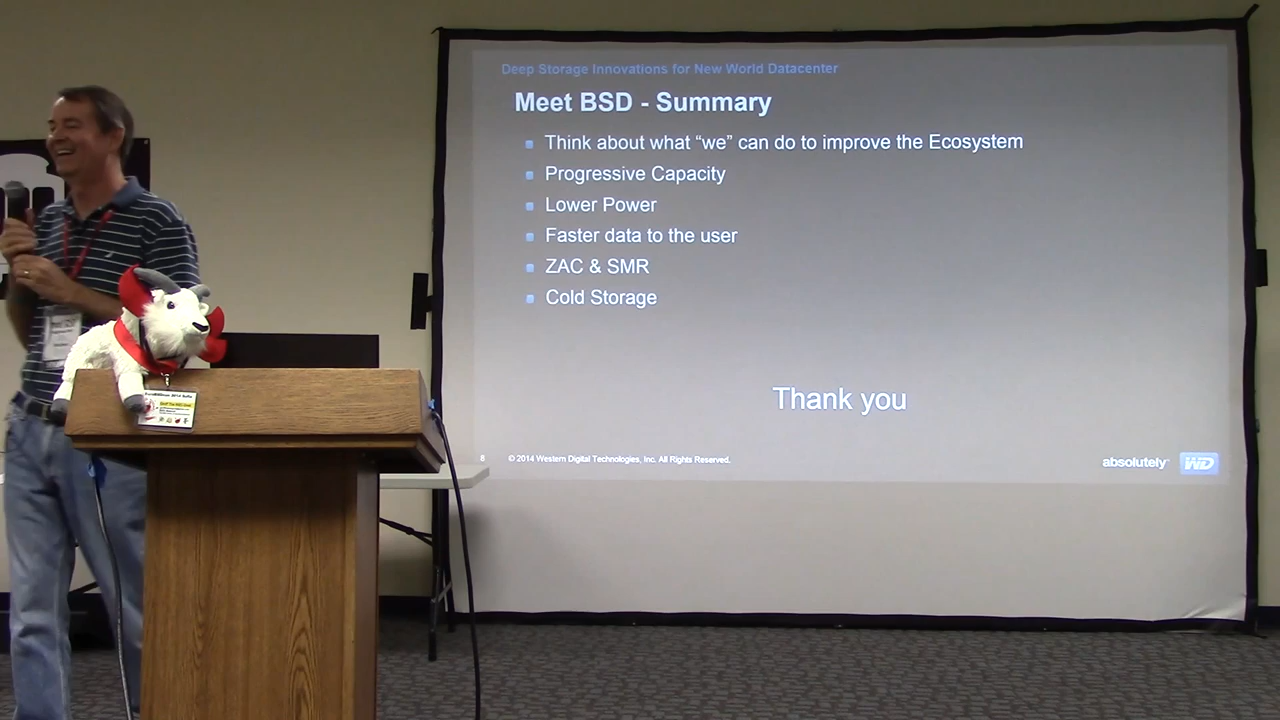 Deep Storage Innovations for New World Datacenter
Meet BSD - Summary
Think about what “we” can do to improve the Ecosystem
Progressive Capacity
Lower Power
Faster data to the user
ZAC & SMR
Cold Storage
Thank you
8 © 2014 Western Digital Technologies, Inc. All Rights Reserved.
absolutely™ WD